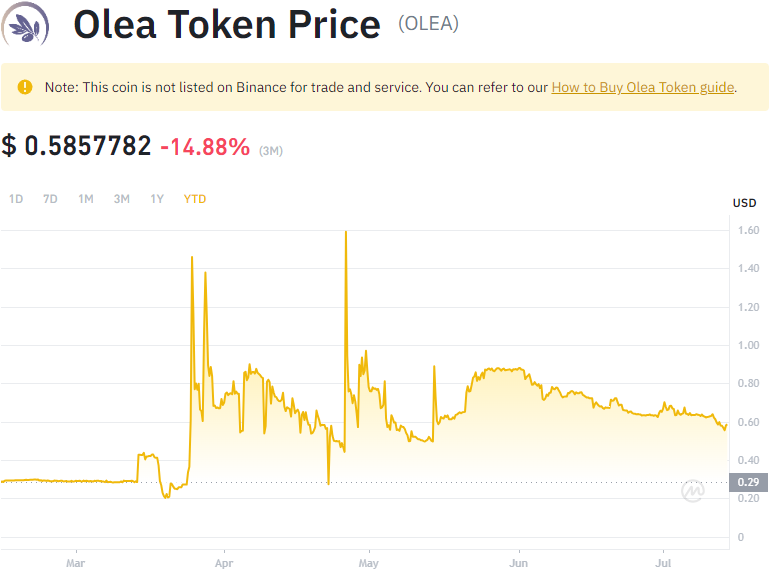 Olea Token Price (OLEA)
Note: This coin is not listed on Binance for trade and service. You can refer to our How to Buy Olea Token guide.
$ 0.5857782 -14.88% (3M)
1D 7D 1M 3M 1Y YTD
USD
1.60
1.40
1.20
1.00
0.80
0.60
0.40
0.29
0.20
0
Mar Apr May Jun Jul